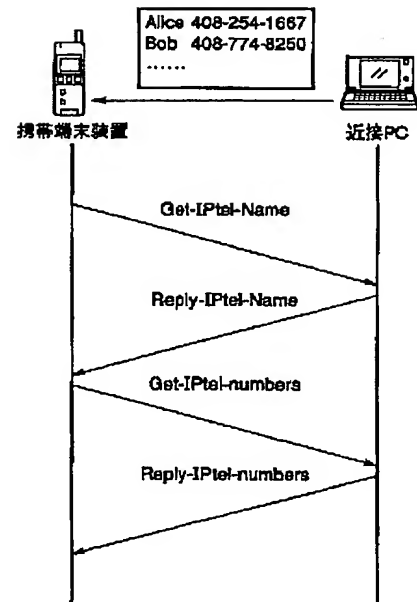 Alice 408-254-1667
Bob 408-774-8250
……
携帯端末装置
近接PC
Get-IPtel-Name
Reply-IPtel-Name
Get-IPtel-numbers
Reply-IPtel-numbers